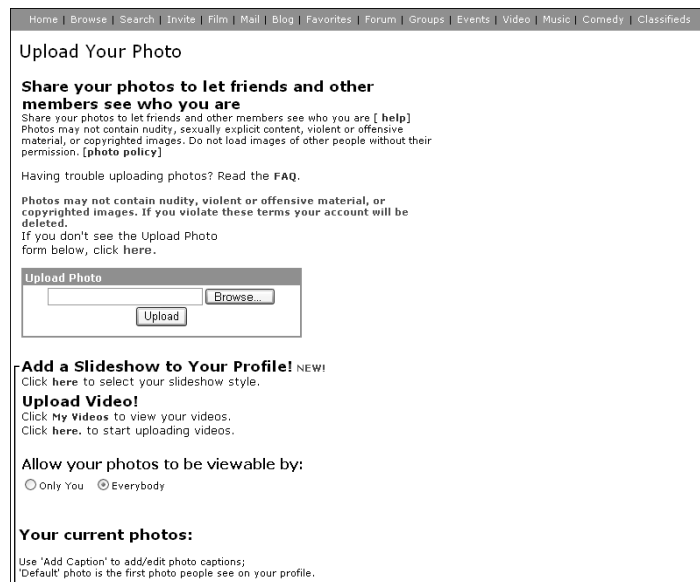 Home | Browse | Search | Invite | Film | Mail | Blog | Favorites | Forum | Groups | Events | Video | Music | Comedy | Classifieds
Upload Your Photo
Share your photos to let friends and other
members see who you are
Share your photos to let friends and other members see who you are [ help]
Photos may not contain nudity, sexually explicit content, violent or offensive
material, or copyrighted images. Do not load images of other people without their
permission. [photo policy]
Having trouble uploading photos? Read the FAQ.
Photos may not contain nudity, violent or offensive material, or
copyrighted images. If you violate these terms your account will be
deleted.
If you don't see the Upload Photo
form below, click here.
Upload Photo
Browse...
Upload
Add a Slideshow to Your Profile! NEW!
Click here to select your slideshow style.
Upload Video!
Click My Videos to view your videos.
Click here. to start uploading videos.
Allow your photos to be viewable by:
Only You Everybody
Your current photos:
Use 'Add Caption' to add/edit photo captions;
'Default' photo is the first photo people see on your profile.